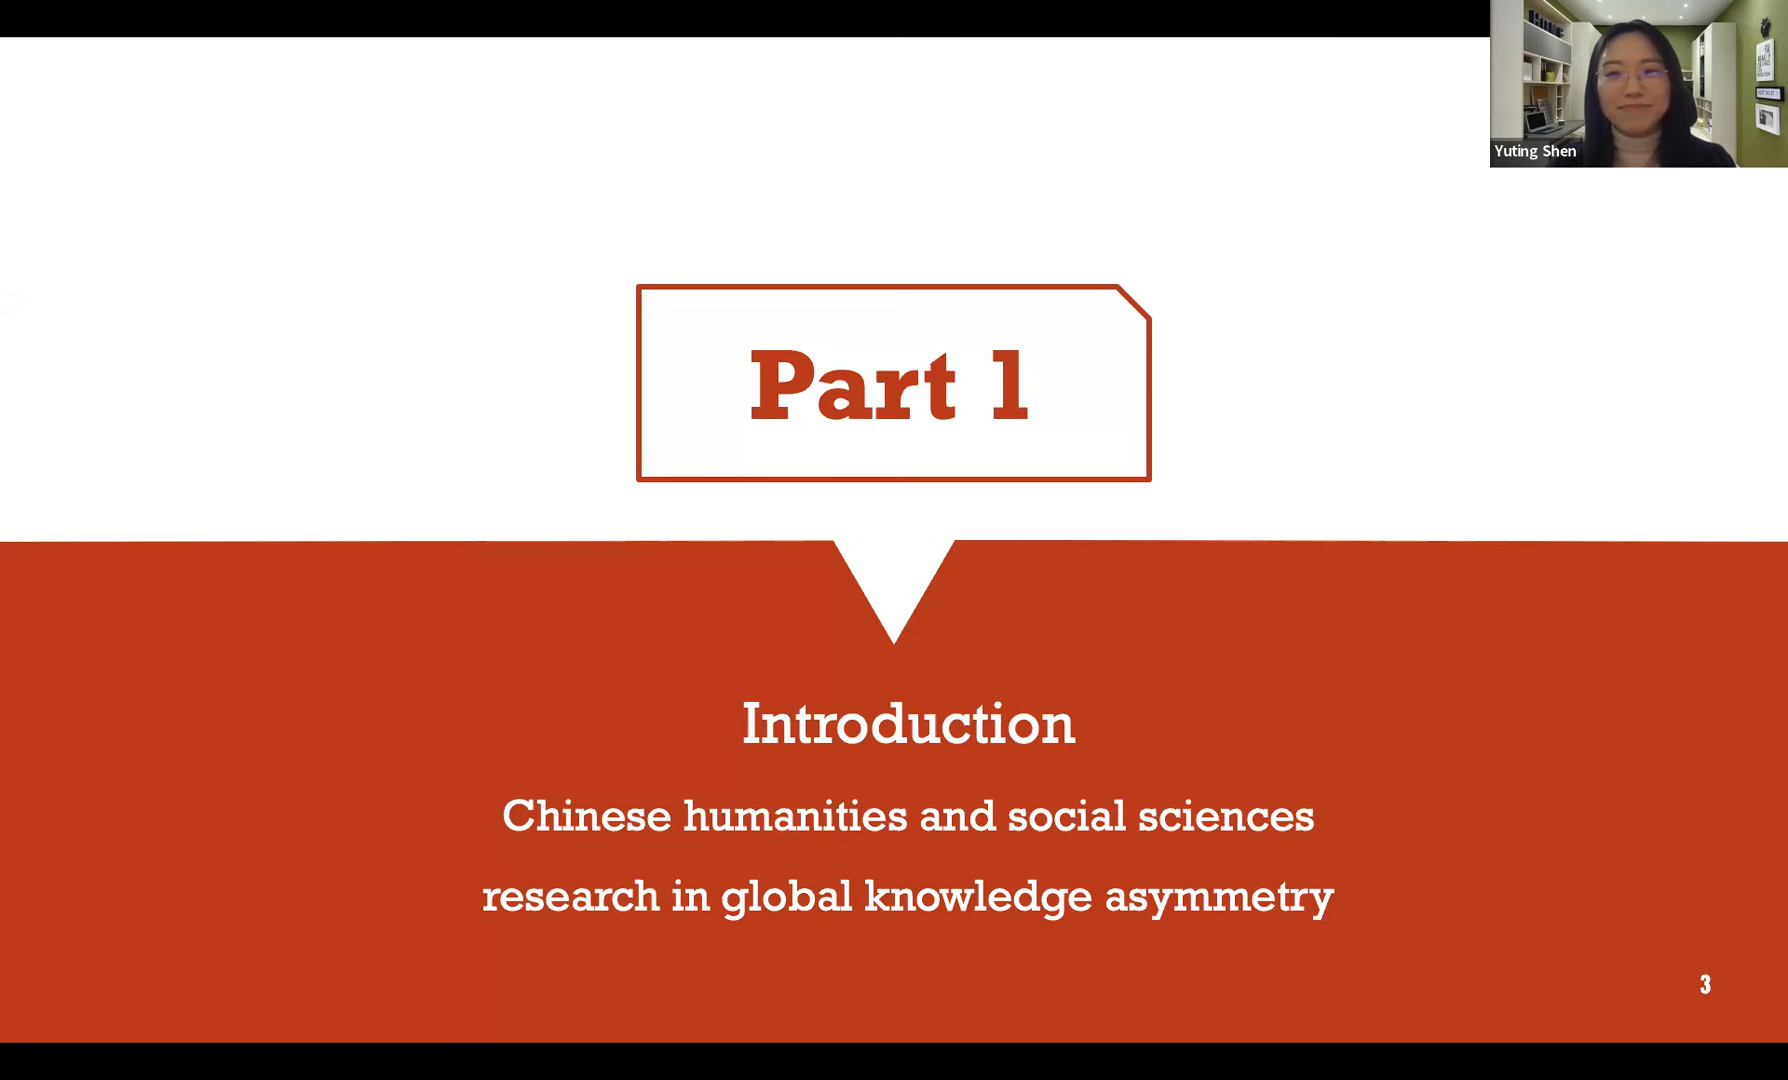 Yuting Shen
Part 1
Introduction
Chinese humanities and social sciences
research in global knowledge asymmetry
3